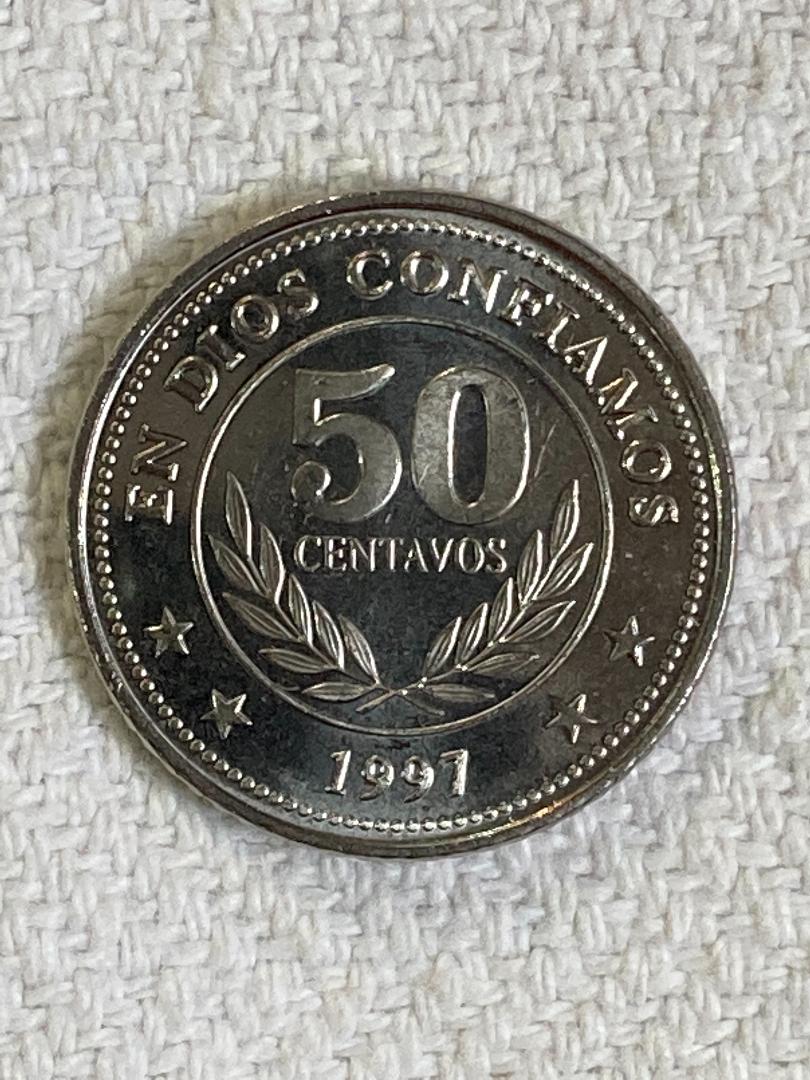 EN DIOS CONFIAMOS
50
CENTAVOS
1997